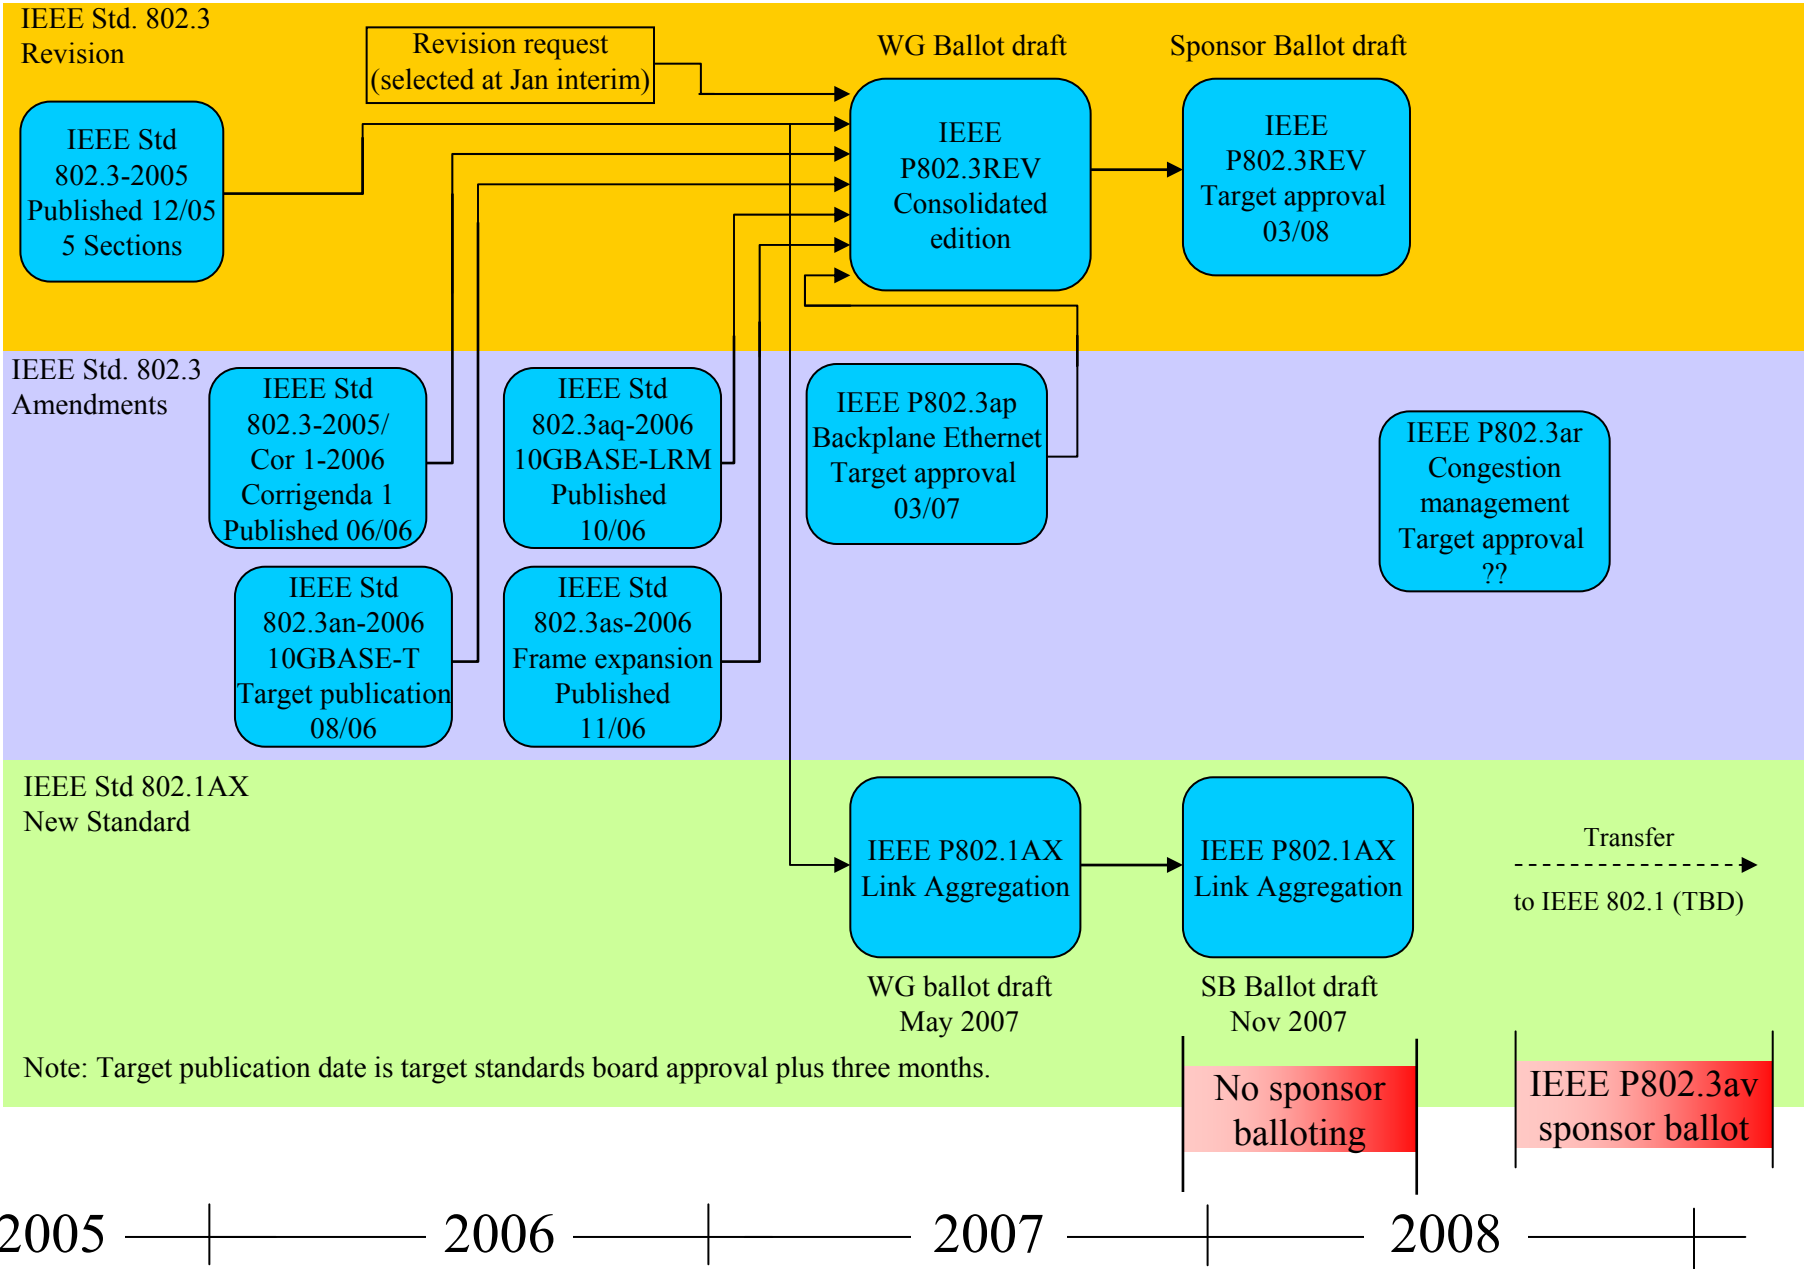 IEEE Std. 802.3
Revision
Revision request
(selected at Jan interim)
WG Ballot draft
Sponsor Ballot draft
IEEE Std
802.3-2005
Published 12/05
5 Sections
IEEE
P802.3REV
Consolidated
edition
IEEE
P802.3REV
Target approval
03/08
IEEE Std. 802.3
Amendments
IEEE Std
802.3-2005/
Cor 1-2006
Corrigenda 1
Published 06/06
IEEE Std
802.3aq-2006
10GBASE-LRM
Published
10/06
IEEE P802.3ap
Backplane Ethernet
Target approval
03/07
IEEE P802.3ar
Congestion
management
Target approval
??
IEEE Std
802.3an-2006
10GBASE-T
Target publication
08/06
IEEE Std
802.3as-2006
Frame expansion
Published
11/06
IEEE Std 802.1AX
New Standard
IEEE P802.1AX
Link Aggregation
IEEE P802.1AX
Link Aggregation
Transfer
to IEEE 802.1 (TBD)
WG ballot draft
May 2007
SB Ballot draft
Nov 2007
Note: Target publication date is target standards board approval plus three months.
No sponsor
balloting
IEEE P802.3av
sponsor ballot
2005
2006
2007
2008